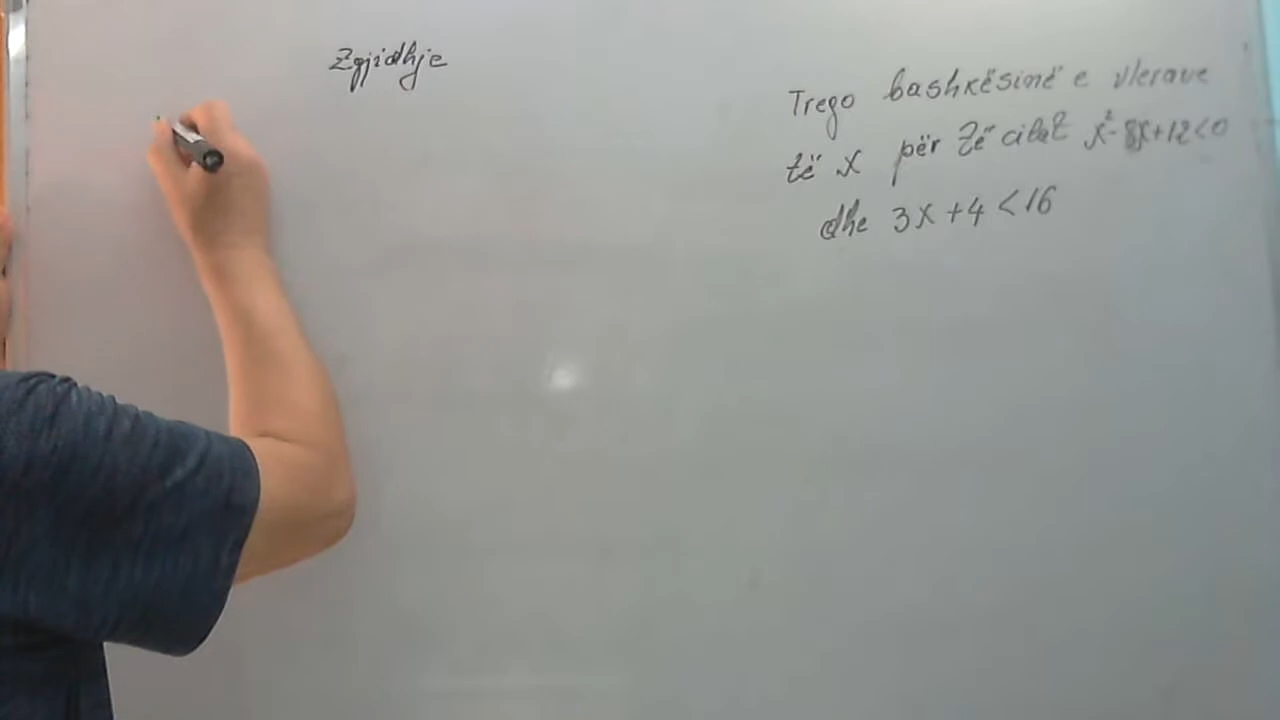 Zgjidhje
Trego bashkësinë e vlerave
të x për të cilat x²-8x+12<0
dhe 3x+4<16